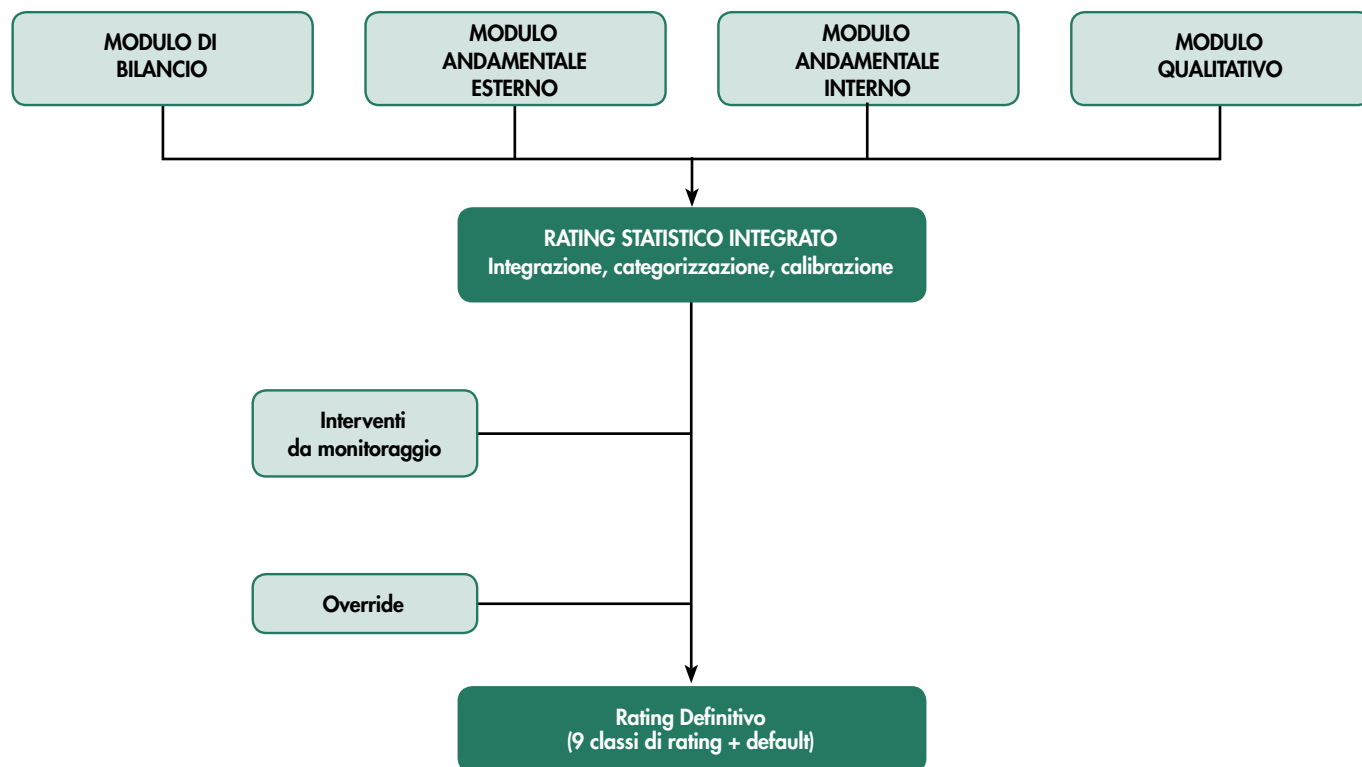 MODULO DI
BILANCIO
MODULO
ANDAMENTALE
ESTERNO
MODULO
ANDAMENTALE
INTERNO
MODULO
QUALITATIVO
RATING STATISTICO INTEGRATO
Integrazione, categorizzazione, calibrazione
Interventi
da monitoraggio
Override
Rating Definitivo
(9 classi di rating + default)